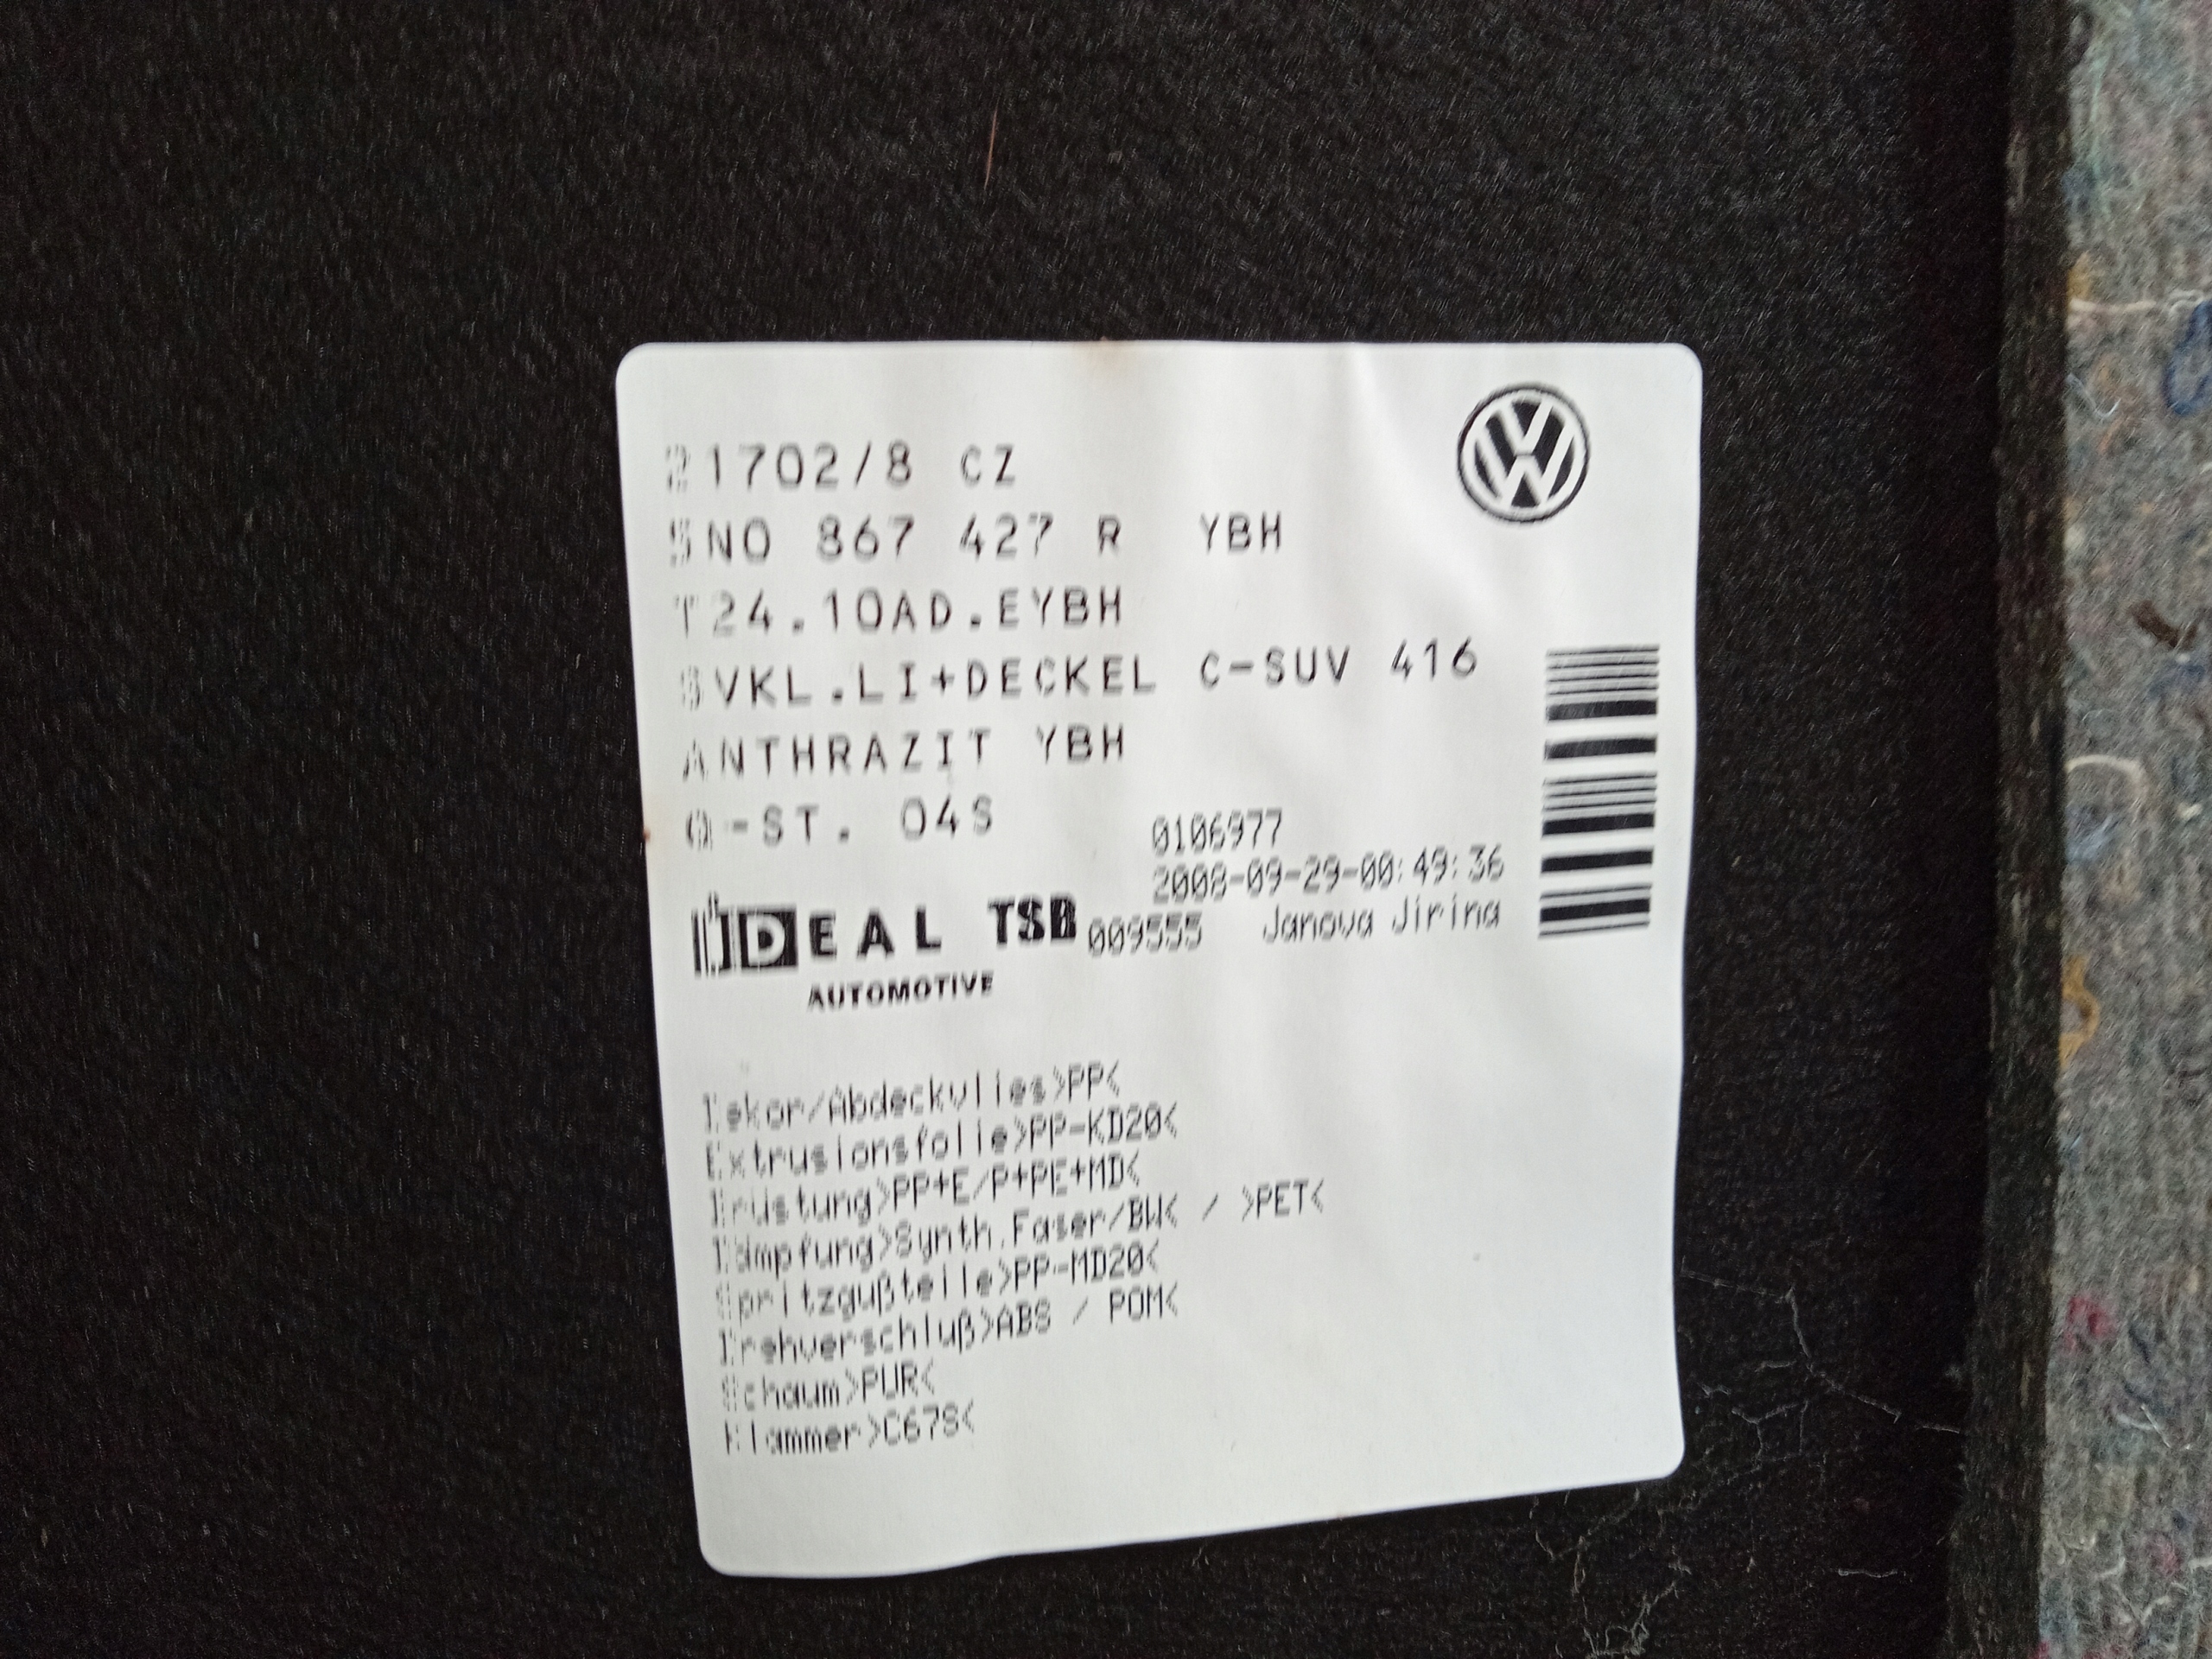 21702/8 CZ
5N0 867 427 R YBH
T24.10AD.EYBH
SVKL.LI+DECKEL C-SUV 416
ANTHRAZIT YBH
Q-ST. 04S
0106977
2008-09-29-00:49:36
IDEAL TSB 009555 Janova Jirina
AUTOMOTIVE
Dekor/Abdeckvlies>PP<
Extrusionsfolie>PP-KD20<
Brüstung>PP+E/P+PE+MD<
Dämpfung>Synth.Faser/BW< / >PET<
Spritzgußteile>PP-MD20<
Drehverschluß>ABS / POM<
Schaum>PUR<
Klammer>C67S<